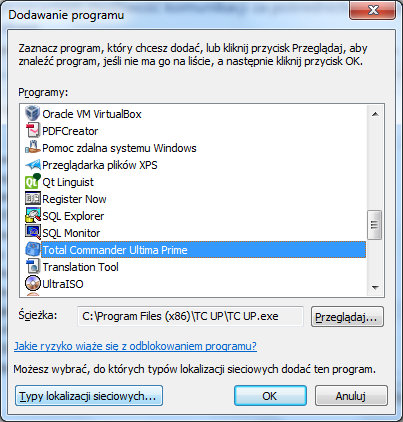 Dodawanie programu
Zaznacz program, który chcesz dodać, lub kliknij przycisk Przeglądaj, aby
znaleźć program, jeśli nie ma go na liście, a następnie kliknij przycisk OK.
Programy:
Oracle VM VirtualBox
PDFCreator
Pomoc zdalna systemu Windows
Przeglądarka plików XPS
Qt Linguist
Register Now
SQL Explorer
SQL Monitor
Total Commander Ultima Prime
Translation Tool
UltraISO
Ścieżka:
C:\Program Files (x86)\TC UP\TC UP.exe
Przeglądaj...
Jakie ryzyko wiąże się z odblokowaniem programu?
Możesz wybrać, do których typów lokalizacji sieciowych dodać ten program.
Typy lokalizacji sieciowych...
OK
Anuluj